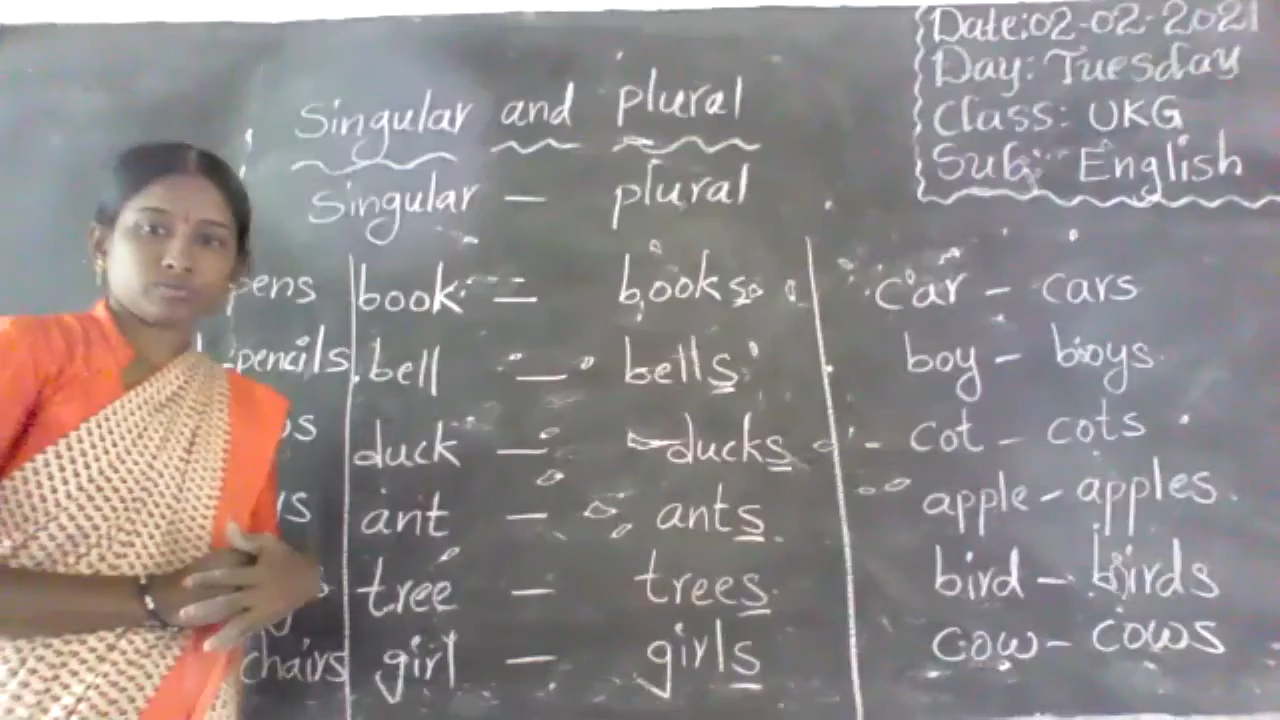 Date:02-02-2021
Day: Tuesday
Class: UKG
Sub: English
Singular and plural
Singular — plural
pens
pencils
chairs
book — books
bell — bells
duck — ducks
ant — ants
tree — trees
girl — girls
car - cars
boy - boys
cot - cots
apple - apples
bird - birds
cow - cows